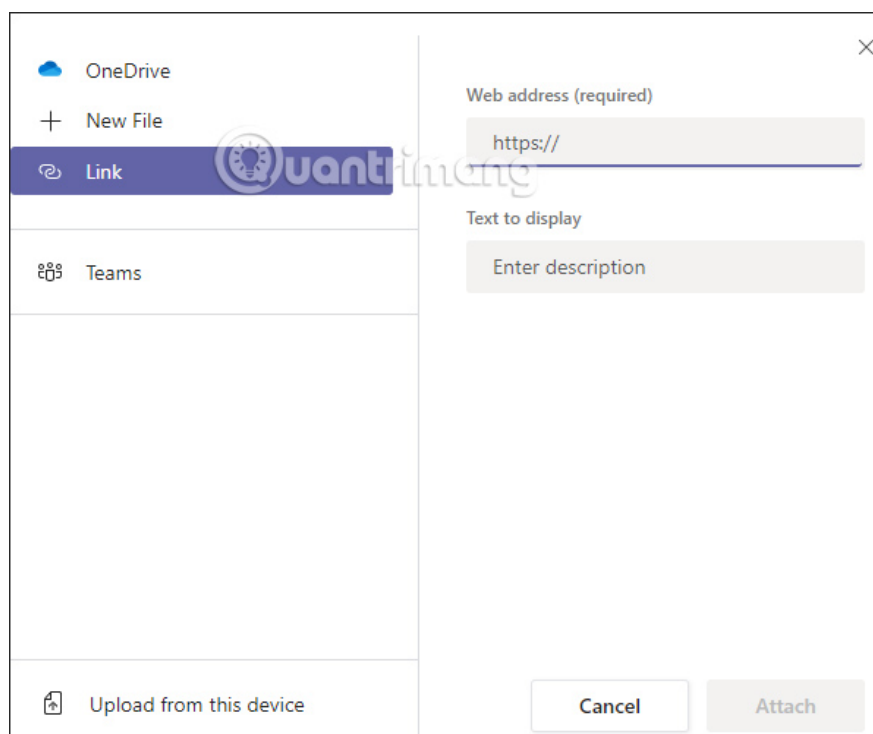 OneDrive
New File
Link
Teams
Upload from this device
Web address (required)
https://
Text to display
Enter description
Cancel
Attach
Quantrimang